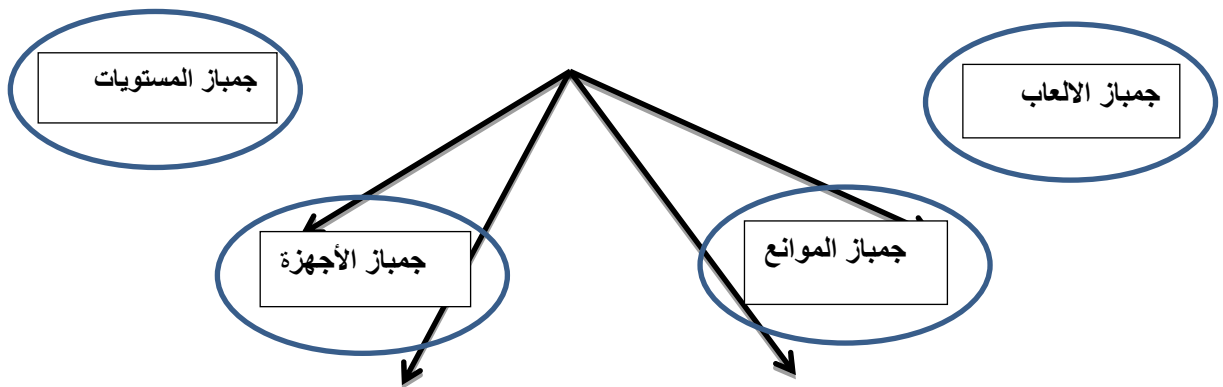 جمباز الالعاب
جمباز المستويات
جمباز الموانع
جمباز الأجهزة